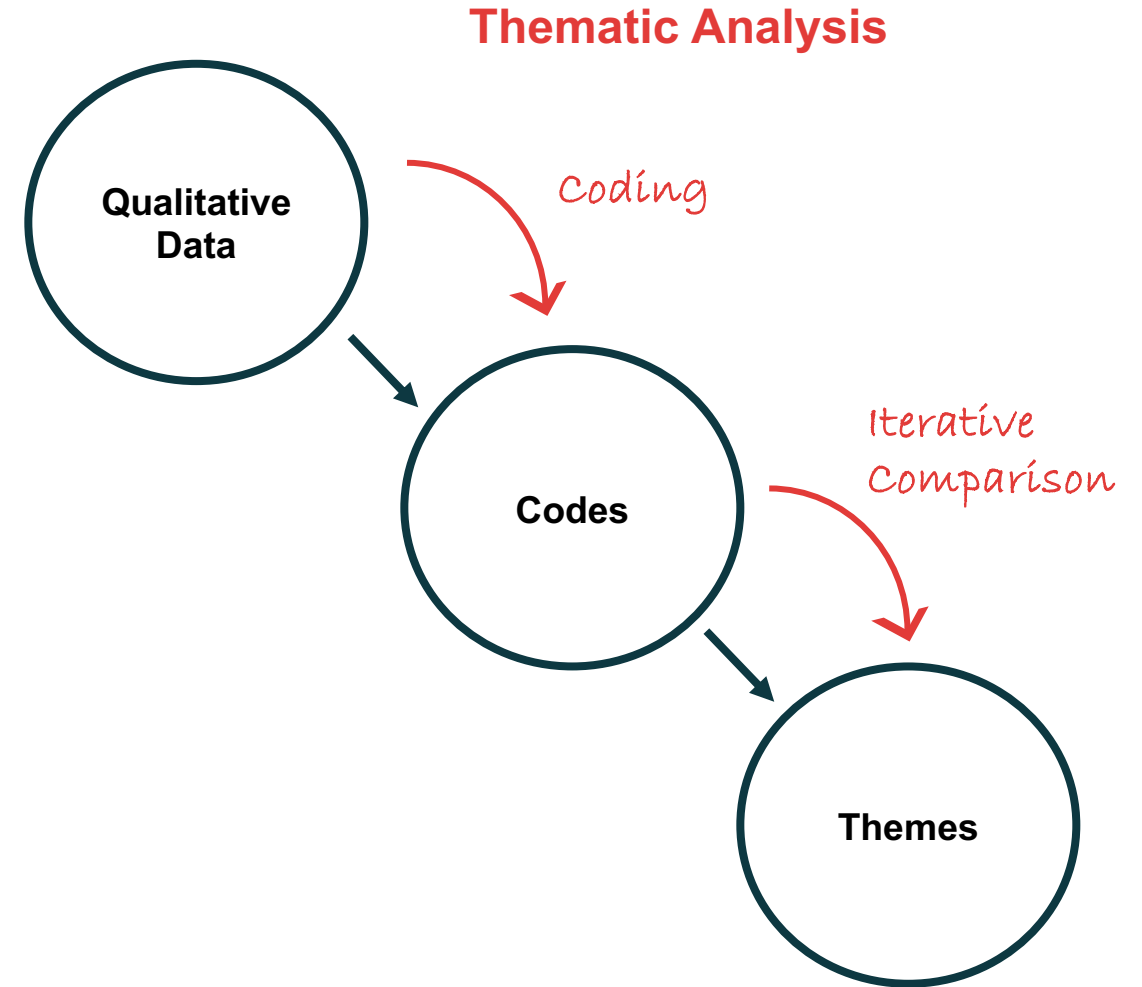 Thematic Analysis
Qualitative
Data
Coding
Codes
Iterative
Comparison
Themes